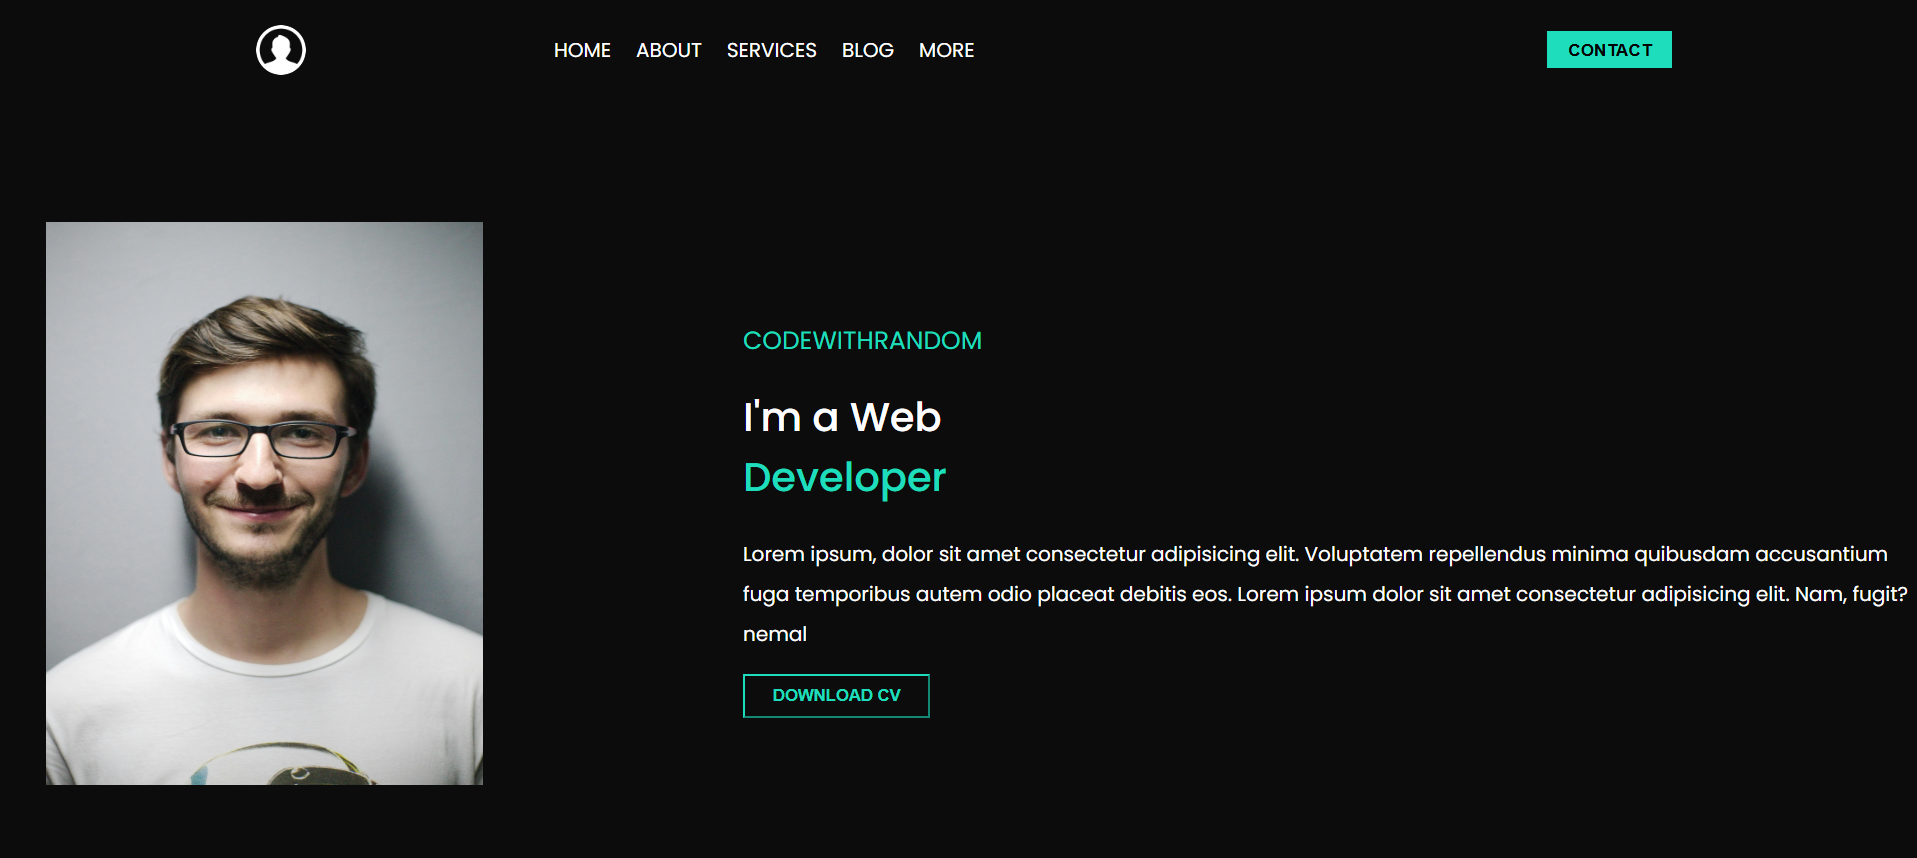 HOME ABOUT SERVICES BLOG MORE CONTACT
CODEWITHRANDOM
I'm a Web
Developer
Lorem ipsum, dolor sit amet consectetur adipisicing elit. Voluptatem repellendus minima quibusdam accusantium
fuga temporibus autem odio placeat debitis eos. Lorem ipsum dolor sit amet consectetur adipisicing elit. Nam, fugit?
nemal
DOWNLOAD CV